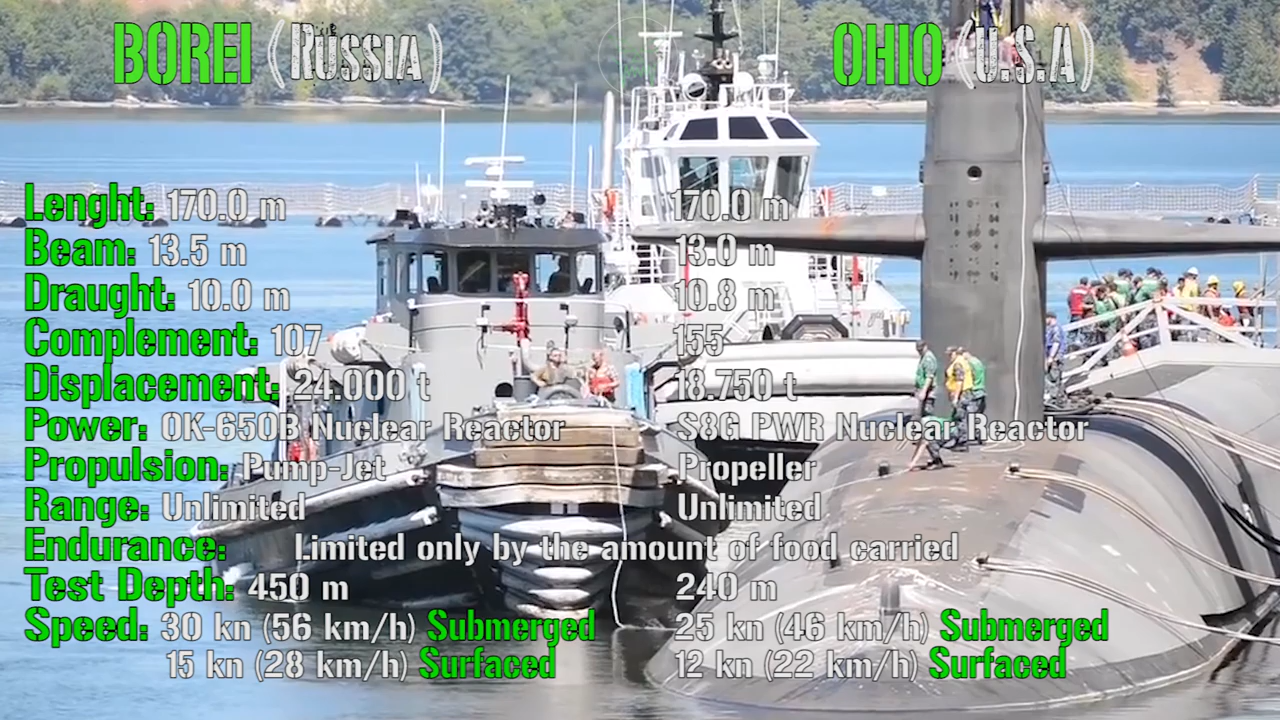 BOREI (RUSSIA) OHIO (U.S.A)
Lenght: 170.0 m 170.0 m
Beam: 13.5 m 13.0 m
Draught: 10.0 m 10.8 m
Complement: 107 155
Displacement: 24.000 t 18.750 t
Power: OK-650B Nuclear Reactor S8G PWR Nuclear Reactor
Propulsion: Pump-Jet Propeller
Range: Unlimited Unlimited
Endurance: Limited only by the amount of food carried
Test Depth: 450 m 240 m
Speed: 30 kn (56 km/h) Submerged 25 kn (46 km/h) Submerged
15 kn (28 km/h) Surfaced 12 kn (22 km/h) Surfaced